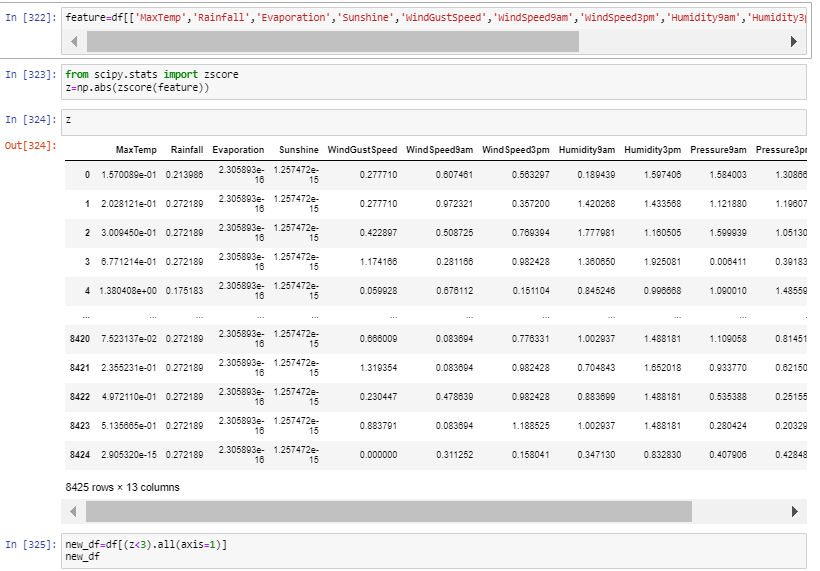 In [322]: feature=df[['MaxTemp','Rainfall','Evaporation','Sunshine','WindGustSpeed','WindSpeed9am','WindSpeed3pm','Humidity9am','Humidity3p
In [323]: from scipy.stats import zscore
z=np.abs(zscore(feature))
In [324]: z
Out[324]:
MaxTemp Rainfall Evaporation Sunshine WindGustSpeed WindSpeed9am WindSpeed3pm Humidity9am Humidity3pm Pressure9am Pressure3pm
0 1.570089e-01 0.213986 2.305893e-16 1.257472e-15 0.277710 0.607461 0.563297 0.189439 1.597406 1.584003 1.30866
1 2.028121e-01 0.272189 2.305893e-16 1.257472e-15 0.277710 0.972321 0.357200 1.420268 1.433568 1.121880 1.19607
2 3.009450e-01 0.272189 2.305893e-16 1.257472e-15 0.422897 0.508725 0.769394 1.777981 1.160505 1.599939 1.05130
3 6.771214e-01 0.272189 2.305893e-16 1.257472e-15 1.174166 0.281166 0.982428 1.360650 1.925081 0.006411 0.39183
4 1.380408e+00 0.175183 2.305893e-16 1.257472e-15 0.059928 0.676112 0.151104 0.845246 0.996668 1.090010 1.48559
... ... ... ... ... ... ... ... ... ... ...
8420 7.523137e-02 0.272189 2.305893e-16 1.257472e-15 0.666009 0.083694 0.776331 1.002937 1.488181 1.109058 0.81451
8421 2.355231e-01 0.272189 2.305893e-16 1.257472e-15 1.319354 0.083694 0.982428 0.704843 1.652018 0.933770 0.62150
8422 4.972110e-01 0.272189 2.305893e-16 1.257472e-15 0.230447 0.478639 0.982428 0.883699 1.488181 0.535388 0.25155
8423 5.135665e-01 0.272189 2.305893e-16 1.257472e-15 0.883791 0.083694 1.188525 1.002937 1.488181 0.280424 0.20329
8424 2.905320e-15 0.272189 2.305893e-16 1.257472e-15 0.000000 0.311252 0.158041 0.347130 0.832830 0.407906 0.42848
8425 rows × 13 columns
In [325]: new_df=df[(z<3).all(axis=1)]
new_df